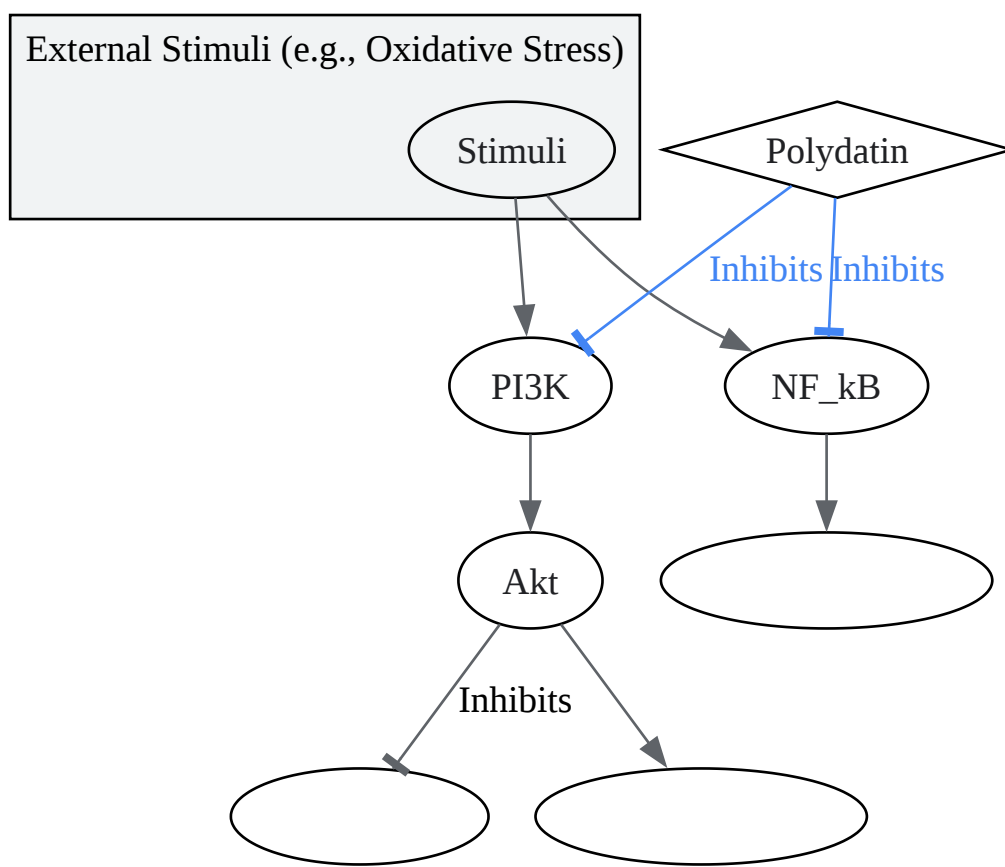 External Stimuli (e.g., Oxidative Stress)
Stimuli
Polydatin
Inhibits
Inhibits
PI3K
NF_kB
Akt
Inhibits